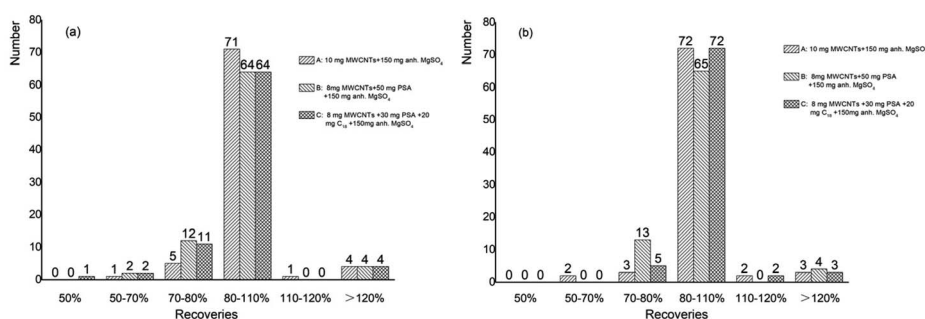 (a)
Number
80
70
60
50
40
30
20
10
0
71
64 64
12 11
5
0 0 1 1 2 2
1 0 0
4 4 4
50% 50-70% 70-80% 80-110% 110-120% >120%
Recoveries
A: 10 mg MWCNTs+150 mg anh. MgSO₄
B: 8mg MWCNTs+50 mg PSA
+150 mg anh. MgSO₄
C: 8 mg MWCNTs +30 mg PSA +20
mg C₁₈ +150mg anh. MgSO₄
(b)
Number
80
70
60
50
40
30
20
10
0
72 65 72
13
3 5
0 0 0 2 0 0
2 0 2
3 4 3
50% 50-70% 70-80% 80-110% 110-120% >120%
Recoveries
A: 10 mg MWCNTs+150 mg anh. MgSO
B: 8mg MWCNTs+50 mg PSA
+150 mg anh. MgSO₄
C: 8 mg MWCNTs +30 mg PSA +20
mg C₁₈ +150mg anh. MgSO₄